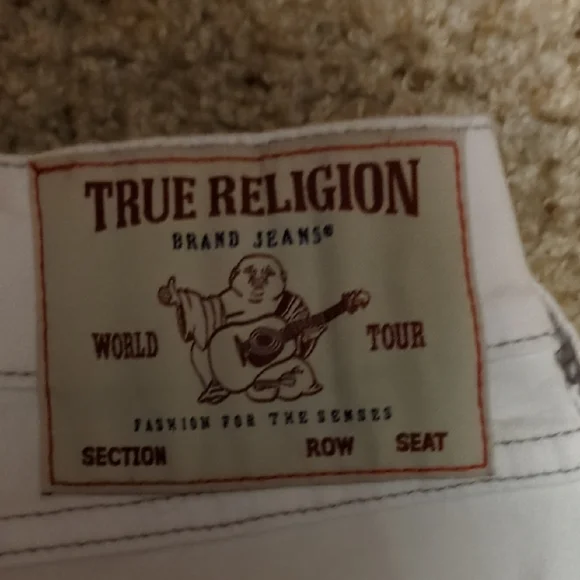 TRUE RELIGION
BRAND JEANS®
WORLD TOUR
FASHION FOR THE SENSES
SECTION ROW SEAT